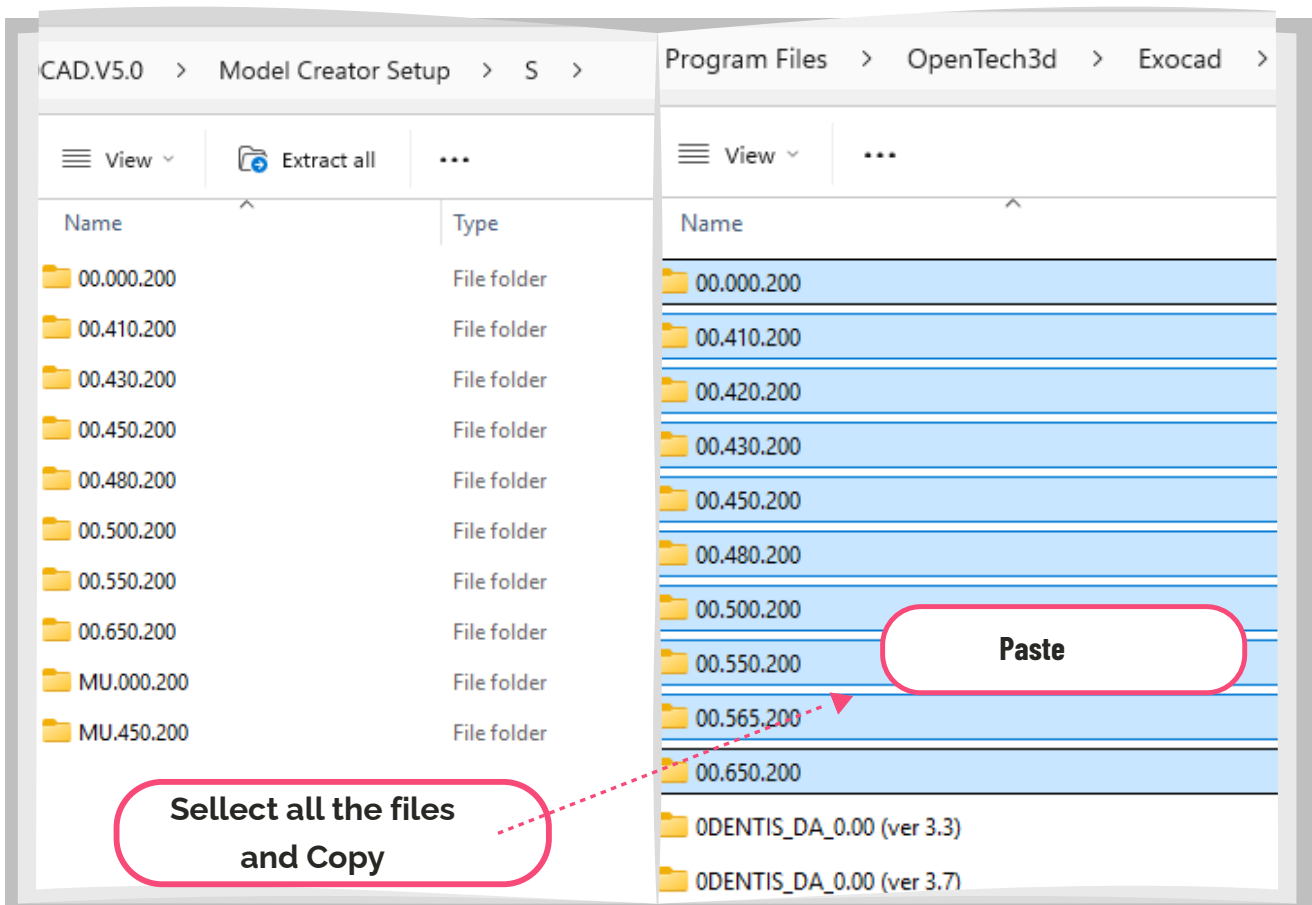 CAD.V5.0 > Model Creator Setup > S >
View
Extract all
Name
Type
00.000.200 File folder
00.410.200 File folder
00.430.200 File folder
00.450.200 File folder
00.480.200 File folder
00.500.200 File folder
00.550.200 File folder
00.650.200 File folder
MU.000.200 File folder
MU.450.200 File folder
Sellect all the files
and Copy
Program Files > OpenTech3d > Exocad >
View
Name
00.000.200
00.410.200
00.420.200
00.430.200
00.450.200
00.480.200
00.500.200
00.550.200
00.565.200
00.650.200
0DENTIS_DA_0.00 (ver 3.3)
0DENTIS_DA_0.00 (ver 3.7)
Paste